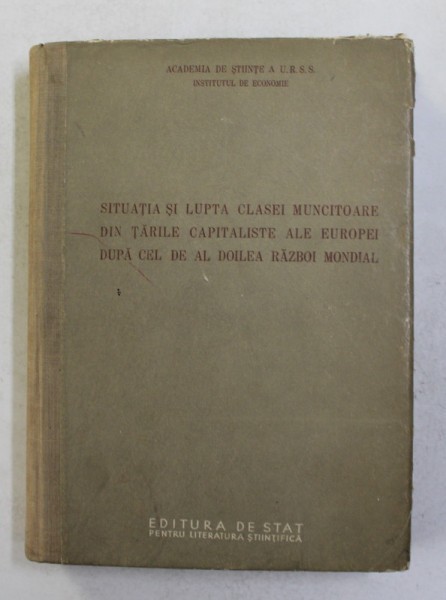 ACADEMIA DE ȘTIINȚE A U.R.S.S.
INSTITUTUL DE ECONOMIE
SITUAȚIA ȘI LUPTA CLASEI MUNCITOARE
DIN ȚĂRILE CAPITALISTE ALE EUROPEI
DUPĂ CEL DE AL DOILEA RĂZBOI MONDIAL
EDITURA DE STAT
PENTRU LITERATURA ȘTIINȚIFICĂ